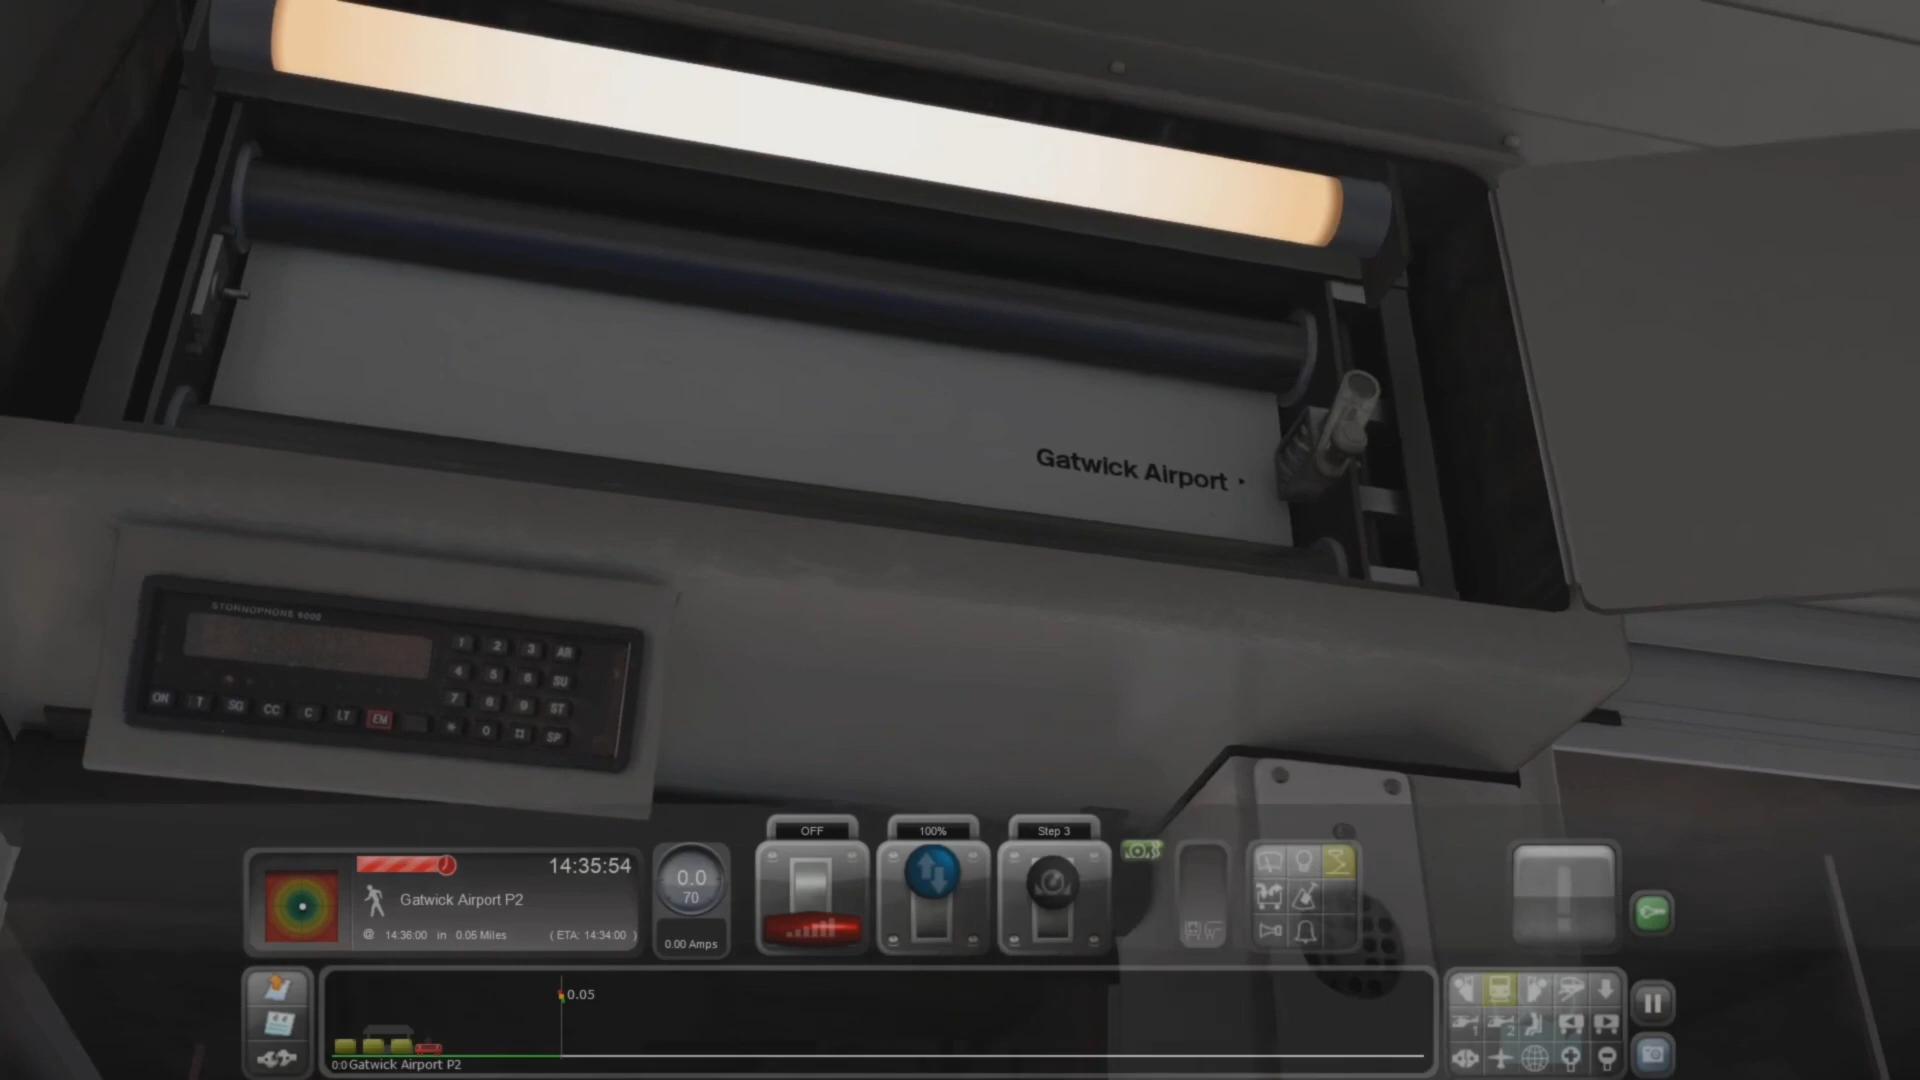 Gatwick Airport
STORNOPHONE 6000
1 2 3 AR
4 5 6 SU
7 8 9 ST
ON T SG CC C LT EM * 0 # SP
OFF
100%
Step 3
14:35:54
Gatwick Airport P2
@ 14:36:00 in 0.05 Miles ( ETA: 14:34:00 )
0.0
70
0.00 Amps
0.05
0:0 Gatwick Airport P2
1
2